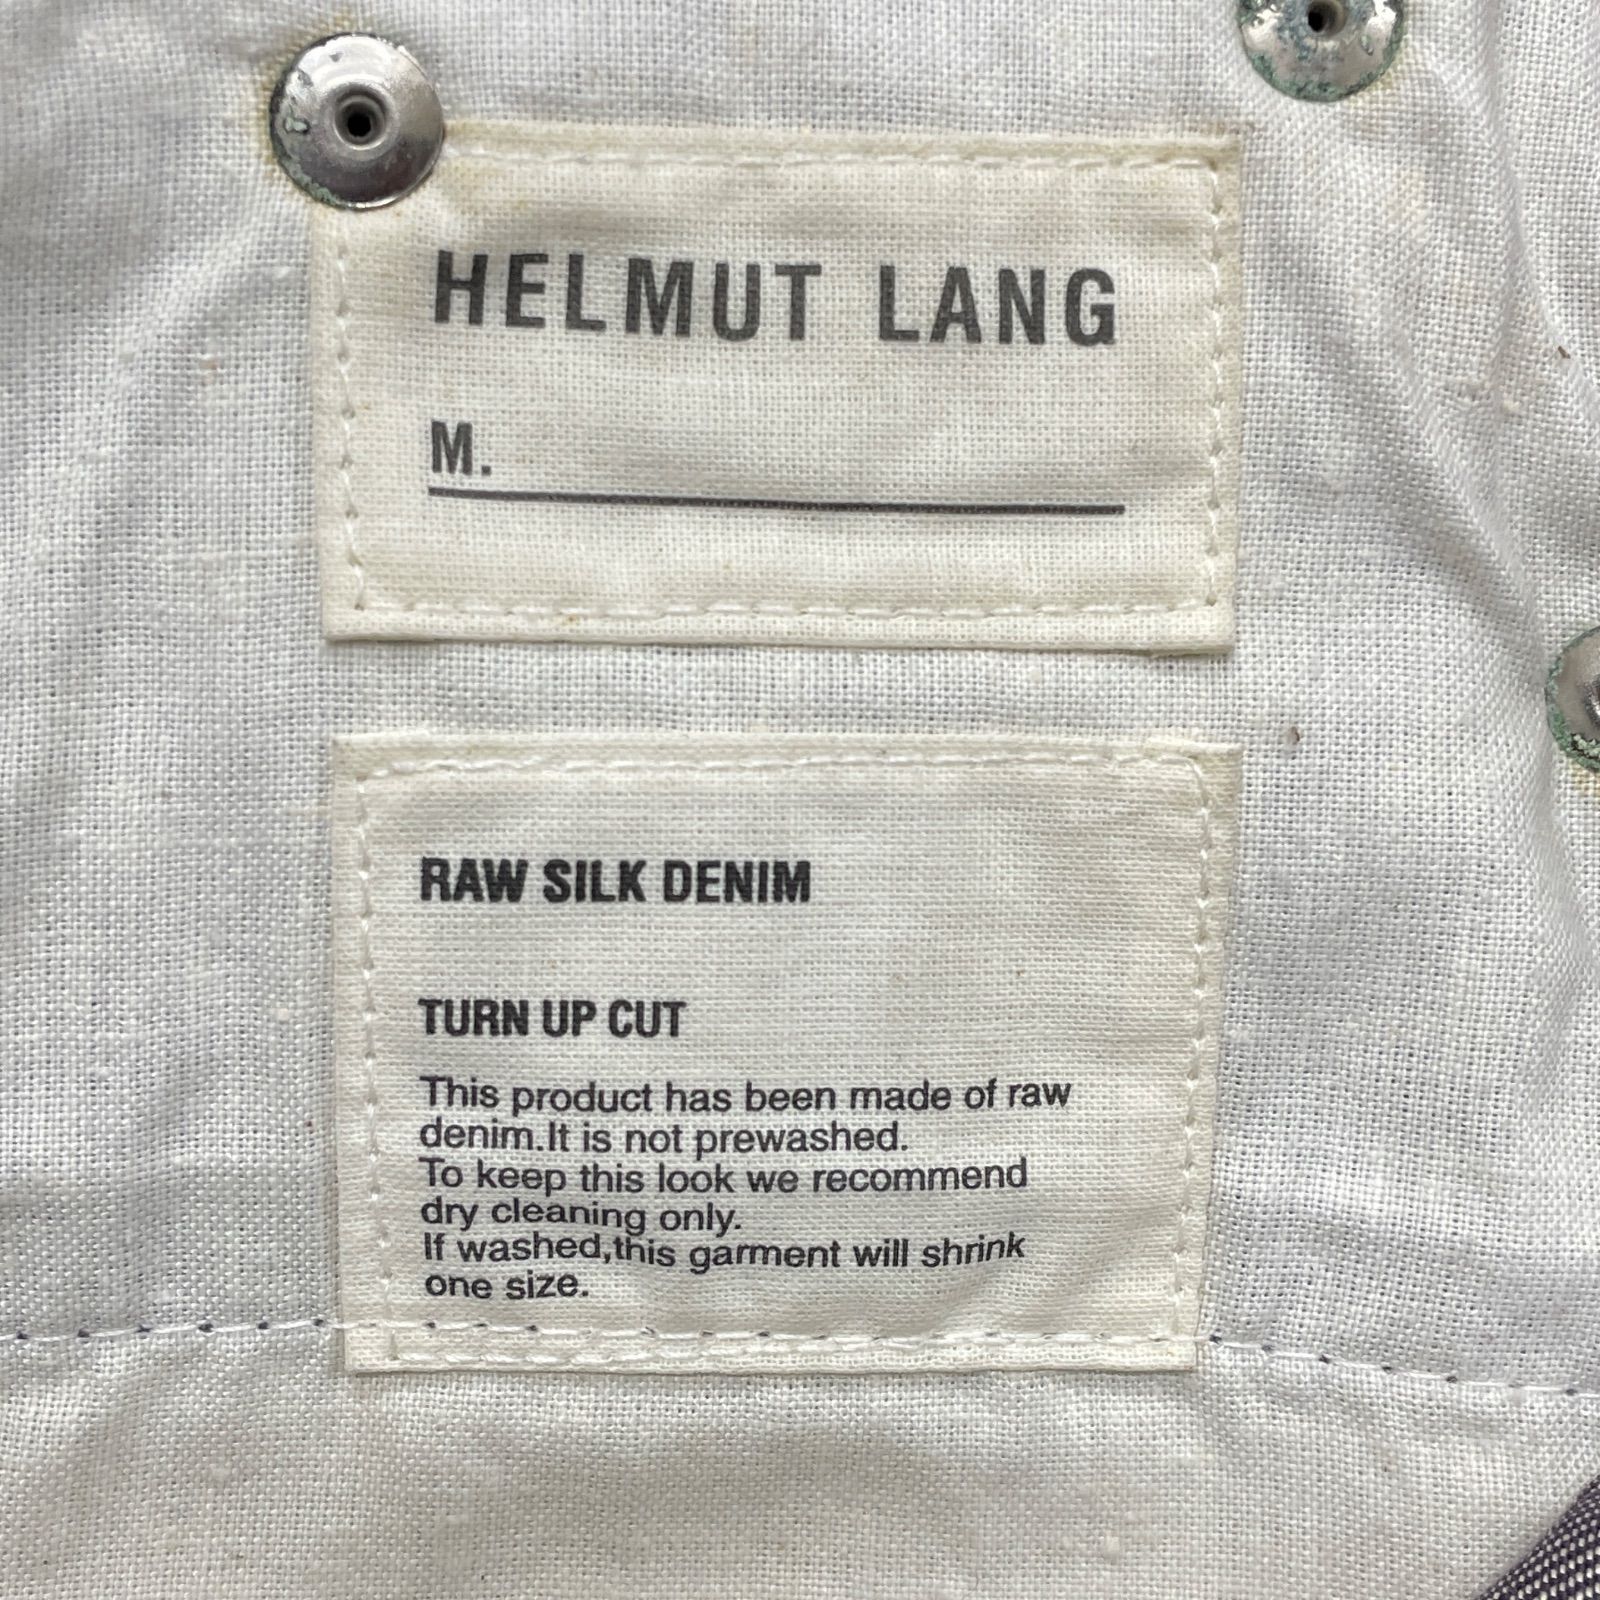 HELMUT LANG
M.
RAW SILK DENIM
TURN UP CUT
This product has been made of raw
denim.It is not prewashed.
To keep this look we recommend
dry cleaning only.
If washed,this garment will shrink
one size.